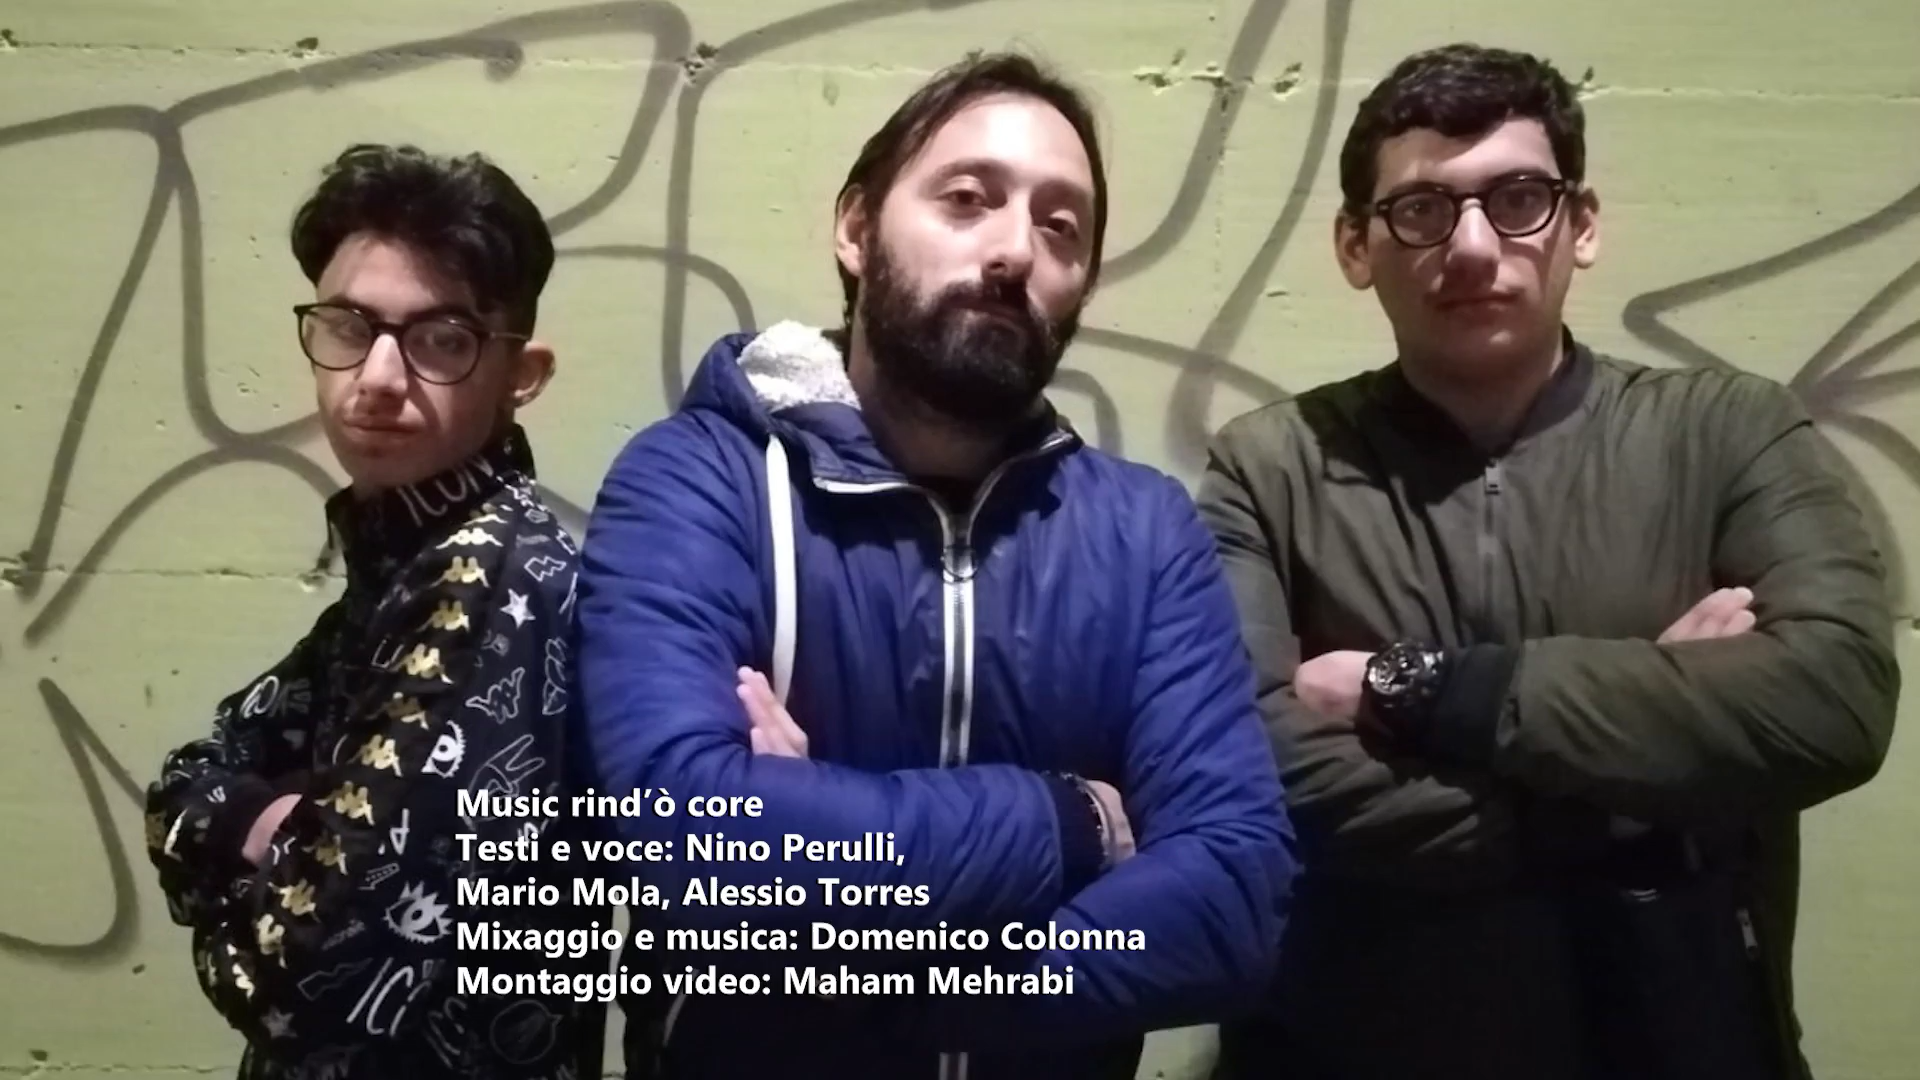 Music rind’ò core
Testi e voce: Nino Perulli,
Mario Mola, Alessio Torres
Mixaggio e musica: Domenico Colonna
Montaggio video: Maham Mehrabi